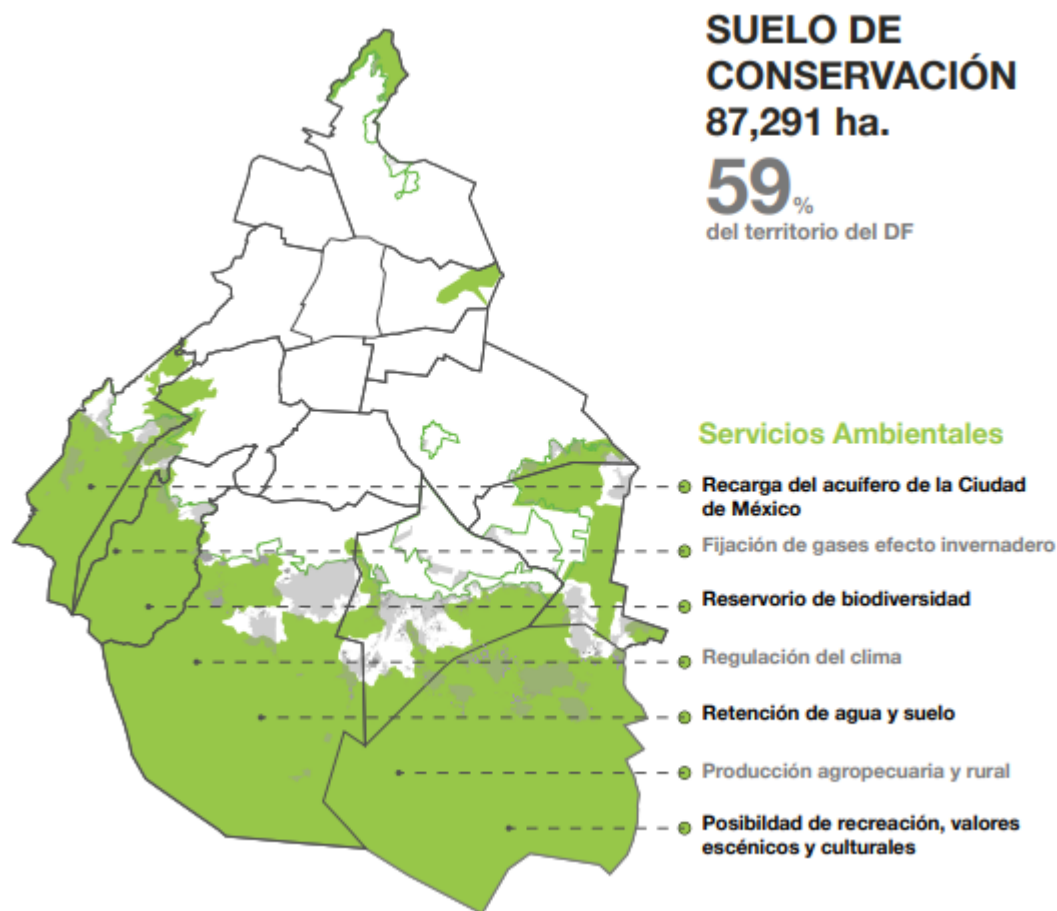 SUELO DE
CONSERVACIÓN
87,291 ha.
59%
del territorio del DF
Servicios Ambientales
Recarga del acuífero de la Ciudad
de México
Fijación de gases efecto invernadero
Reservorio de biodiversidad
Regulación del clima
Retención de agua y suelo
Producción agropecuaria y rural
Posibildad de recreación, valores
escénicos y culturales